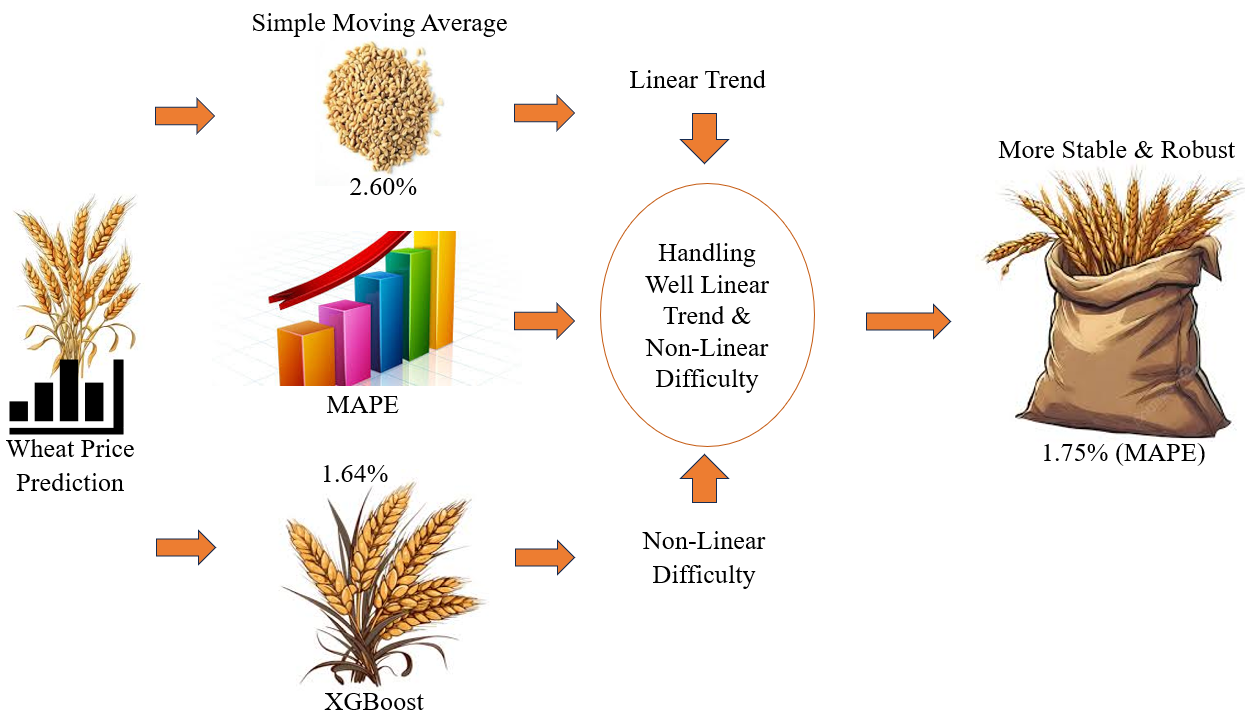 Simple Moving Average
2.60%
Linear Trend
More Stable & Robust
Handling
Well Linear
Trend &
Non-Linear
Difficulty
MAPE
Wheat Price
Prediction
1.75% (MAPE)
1.64%
XGBoost
Non-Linear
Difficulty